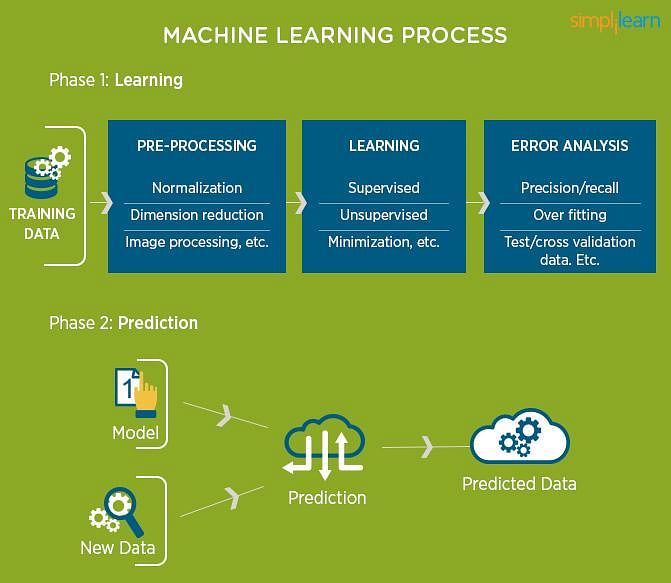 simplilearn
MACHINE LEARNING PROCESS
Phase 1: Learning
TRAINING
DATA
PRE-PROCESSING
Normalization
Dimension reduction
Image processing, etc.
LEARNING
Supervised
Unsupervised
Minimization, etc.
ERROR ANALYSIS
Precision/recall
Over fitting
Test/cross validation
data. Etc.
Phase 2: Prediction
1
Model
New Data
Prediction
Predicted Data